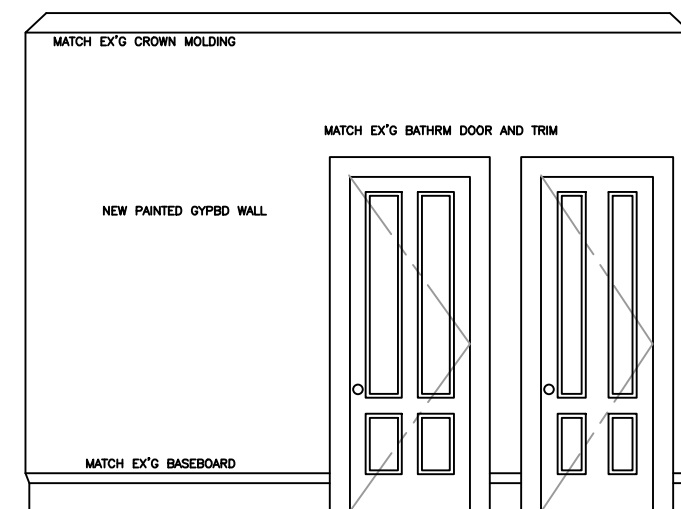 MATCH EX'G CROWN MOLDING
MATCH EX'G BATHRM DOOR AND TRIM
NEW PAINTED GYPBD WALL
MATCH EX'G BASEBOARD